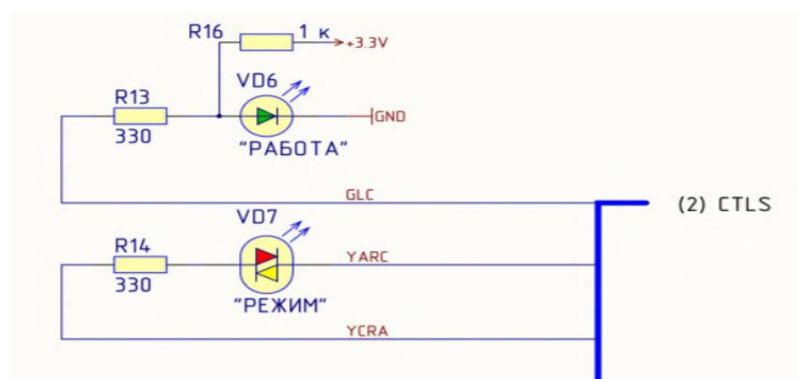 R16 1 к +3.3V
VD6
R13
330
GND
"РАБОТА"
GLC
(2) CTLS
VD7
R14
330
YARC
"РЕЖИМ"
YCRA